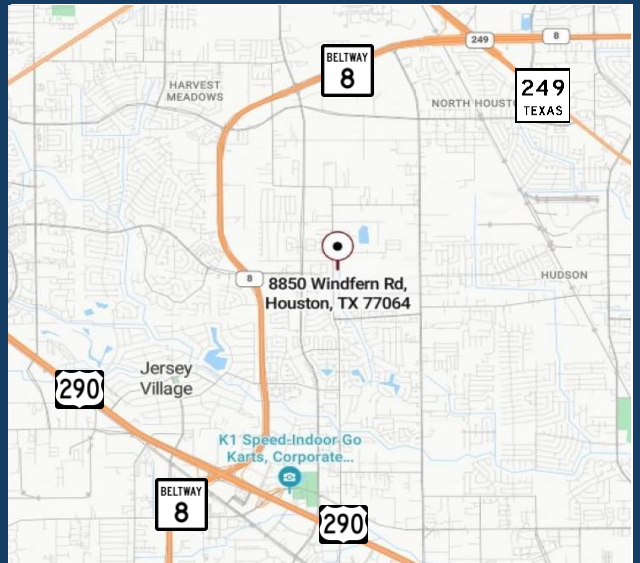 249
8
BELTWAY
8
249
TEXAS
HARVEST
MEADOWS
NORTH HOUSTO
8
8850 Windfern Rd,
Houston, TX 77064
HUDSON
290
Jersey
Village
K1 Speed-Indoor Go
Karts, Corporate...
BELTWAY
8
290